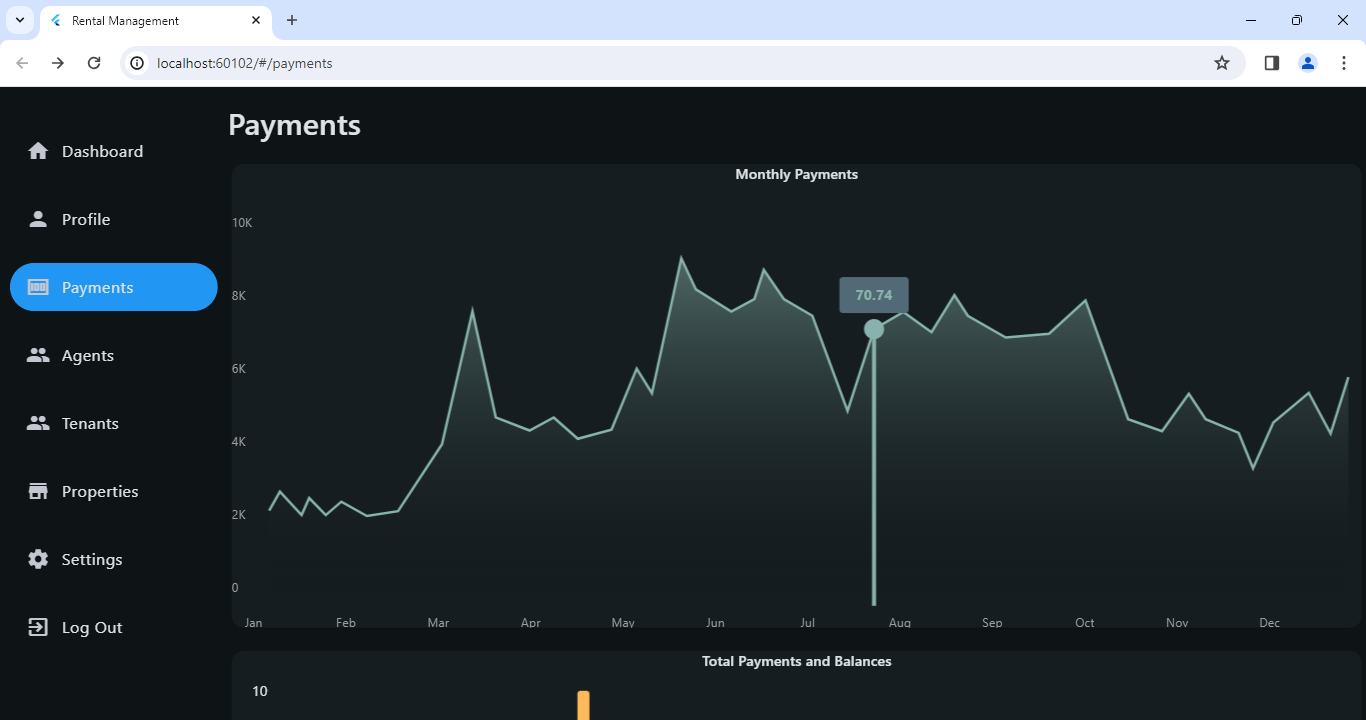 Rental Management
localhost:60102/#/payments
Payments
Dashboard
Profile
Payments
Agents
Tenants
Properties
Settings
Log Out
Monthly Payments
10K
8K
6K
4K
2K
0
70.74
Jan Feb Mar Apr May Jun Jul Aug Sep Oct Nov Dec
Total Payments and Balances
10